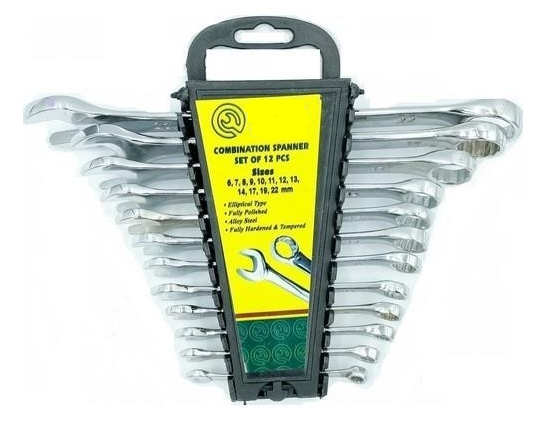 COMBINATION SPANNER
SET OF 12 PCS
Sizes
6, 7, 8, 9, 10, 11, 12, 13,
14, 17, 19, 22 mm
• Elliptical Type
• Fully Polished
• Alloy Steel
• Fully Hardened & Tempered